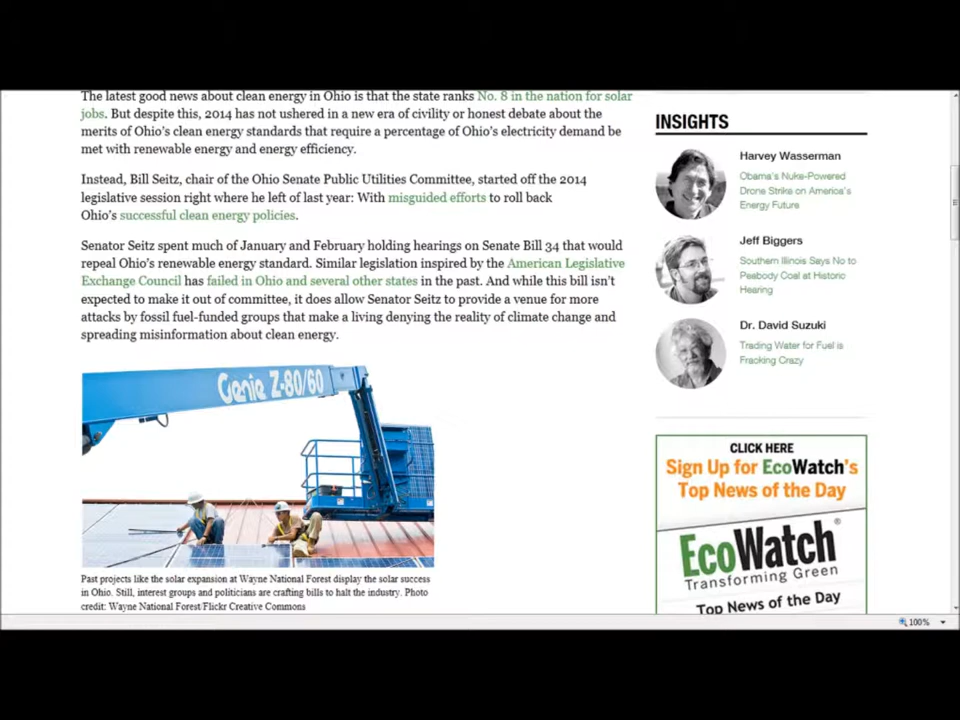 The latest good news about clean energy in Ohio is that the state ranks No. 8 in the nation for solar
jobs. But despite this, 2014 has not ushered in a new era of civility or honest debate about the
merits of Ohio's clean energy standards that require a percentage of Ohio's electricity demand be
met with renewable energy and energy efficiency.
Instead, Bill Seitz, chair of the Ohio Senate Public Utilities Committee, started off the 2014
legislative session right where he left of last year: With misguided efforts to roll back
Ohio's successful clean energy policies.
Senator Seitz spent much of January and February holding hearings on Senate Bill 34 that would
repeal Ohio's renewable energy standard. Similar legislation inspired by the American Legislative
Exchange Council has failed in Ohio and several other states in the past. And while this bill isn't
expected to make it out of committee, it does allow Senator Seitz to provide a venue for more
attacks by fossil fuel-funded groups that make a living denying the reality of climate change and
spreading misinformation about clean energy.
Genie Z-80/60
Past projects like the solar expansion at Wayne National Forest display the solar success
in Ohio. Still, interest groups and politicians are crafting bills to halt the industry. Photo
credit: Wayne National Forest/Flickr Creative Commons
INSIGHTS
Harvey Wasserman
Obama's Nuke-Powered
Drone Strike on America's
Energy Future
Jeff Biggers
Southern Illinois Says No to
Peabody Coal at Historic
Hearing
Dr. David Suzuki
Trading Water for Fuel is
Fracking Crazy
CLICK HERE
Sign Up for EcoWatch's
Top News of the Day
EcoWatch®
Transforming Green
Top News of the Day
100%